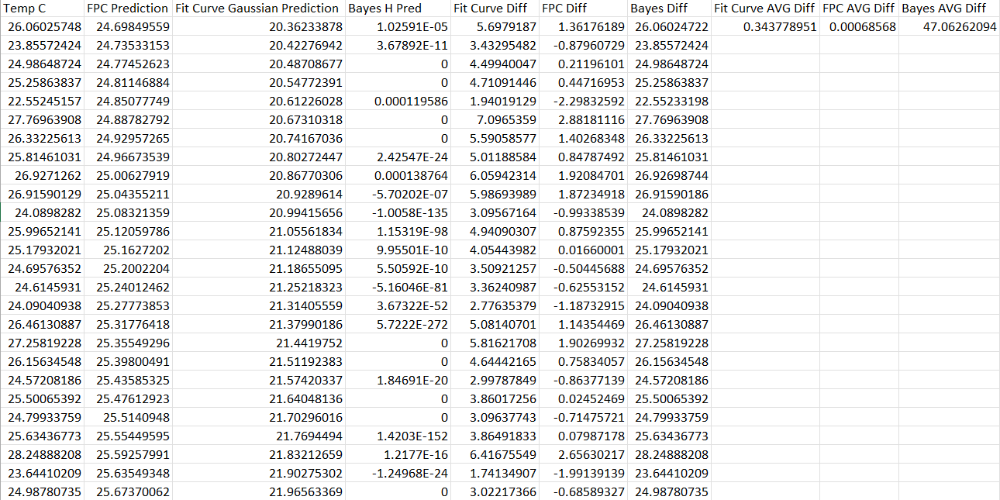 Temp C FPC Prediction Fit Curve Gaussian Prediction Bayes H Pred Fit Curve Diff FPC Diff Bayes Diff Fit Curve AVG Diff FPC AVG Diff Bayes AVG Diff
26.06025748 24.69849559 20.36233878 1.02591E-05 5.6979187 1.36176189 26.06024722 0.343778951 0.00068568 47.06262094
23.85572424 24.73533153 20.42276942 3.67892E-11 3.43295482 -0.87960729 23.85572424
24.98648724 24.77452623 20.48708677 0 4.49940047 0.21196101 24.98648724
25.25863837 24.81146884 20.54772391 0 4.71091446 0.44716953 25.25863837
22.55245157 24.85077749 20.61226028 0.000119586 1.94019129 -2.29832592 22.55233198
27.76963908 24.88782792 20.67310318 0 7.0965359 2.88181116 27.76963908
26.33225613 24.92957265 20.74167036 0 5.59058577 1.40268348 26.33225613
25.81461031 24.96673539 20.80272447 2.42547E-24 5.01188584 0.84787492 25.81461031
26.9271262 25.00627919 20.86770306 0.000138764 6.05942314 1.92084701 26.92698744
26.91590129 25.04355211 20.9289614 -5.70202E-07 5.98693989 1.87234918 26.91590186
24.0898282 25.08321359 20.99415656 -1.0058E-135 3.09567164 -0.99338539 24.0898282
25.99652141 25.12059786 21.05561834 1.15319E-98 4.94090307 0.87592355 25.99652141
25.17932021 25.1627202 21.12488039 9.95501E-10 4.05443982 0.01660001 25.17932021
24.69576352 25.2002204 21.18655095 5.50592E-10 3.50921257 -0.50445688 24.69576352
24.6145931 25.24012462 21.25218323 -5.16046E-81 3.36240987 -0.62553152 24.6145931
24.09040938 25.27773853 21.31405559 3.67322E-52 2.77635379 -1.18732915 24.09040938
26.46130887 25.31776418 21.37990186 5.7222E-272 5.08140701 1.14354469 26.46130887
27.25819228 25.35549296 21.4419752 0 5.81621708 1.90269932 27.25819228
26.15634548 25.39800491 21.51192383 0 4.64442165 0.75834057 26.15634548
24.57208186 25.43585325 21.57420337 1.84691E-20 2.99787849 -0.86377139 24.57208186
25.50065392 25.47612923 21.64048136 0 3.86017256 0.02452469 25.50065392
24.79933759 25.5140948 21.70296016 0 3.09637743 -0.71475721 24.79933759
25.63436773 25.55449595 21.7694494 1.4203E-152 3.86491833 0.07987178 25.63436773
28.24888208 25.59257991 21.83212659 1.2177E-16 6.41675549 2.65630217 28.24888208
23.64410209 25.63549348 21.90275302 -1.24968E-24 1.74134907 -1.99139139 23.64410209
24.98780735 25.67370062 21.96563369 0 3.02217366 -0.68589327 24.98780735